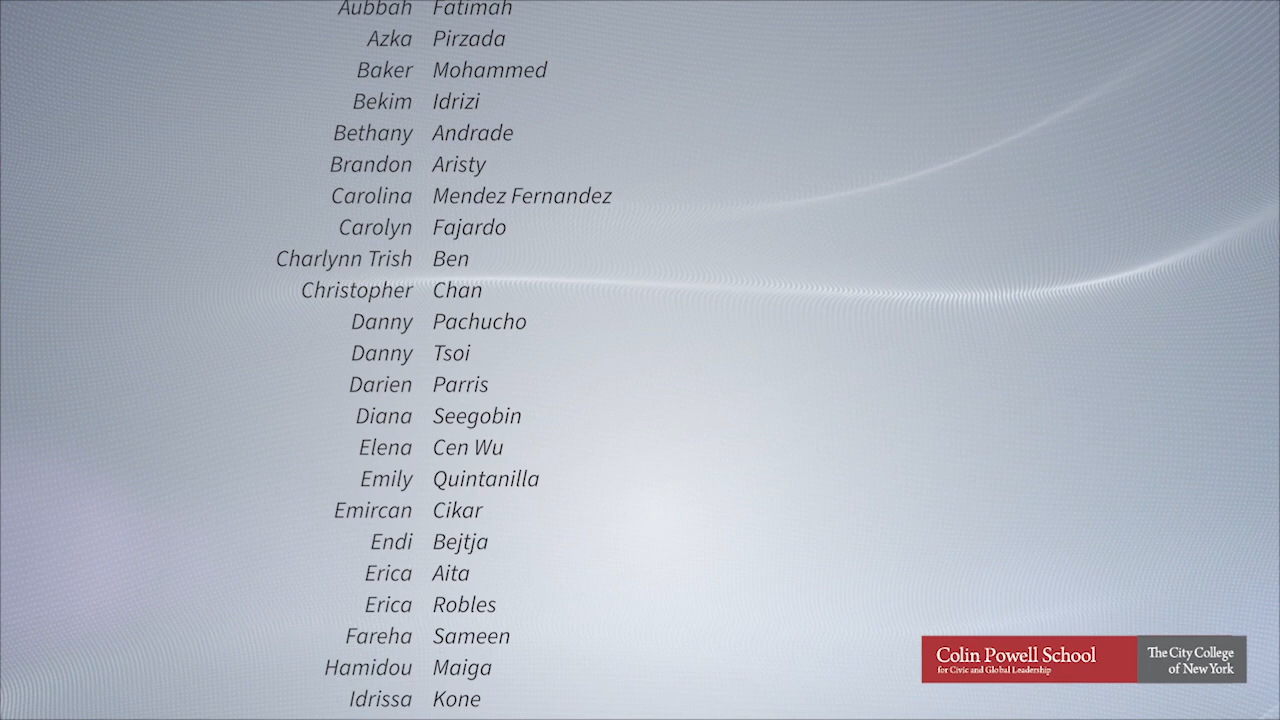 Aubbah Fatimah
Azka Pirzada
Baker Mohammed
Bekim Idrizi
Bethany Andrade
Brandon Aristy
Carolina Mendez Fernandez
Carolyn Fajardo
Charlynn Trish Ben
Christopher Chan
Danny Pachucho
Danny Tsoi
Darien Parris
Diana Seegobin
Elena Cen Wu
Emily Quintanilla
Emircan Cikar
Endi Bejtja
Erica Aita
Erica Robles
Fareha Sameen
Hamidou Maiga
Idrissa Kone
Colin Powell School
for Civic and Global Leadership
The City College
of New York